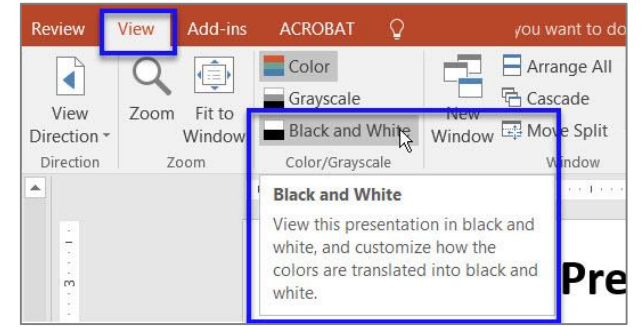 Review View Add-ins ACROBAT you want to do
Color Arrange All
Grayscale Cascade
View Zoom Fit to New
Direction Window Black and White Window Move Split
Direction Zoom Color/Grayscale Window
Black and White
View this presentation in black and
white, and customize how the
colors are translated into black and
white.
Pre
3